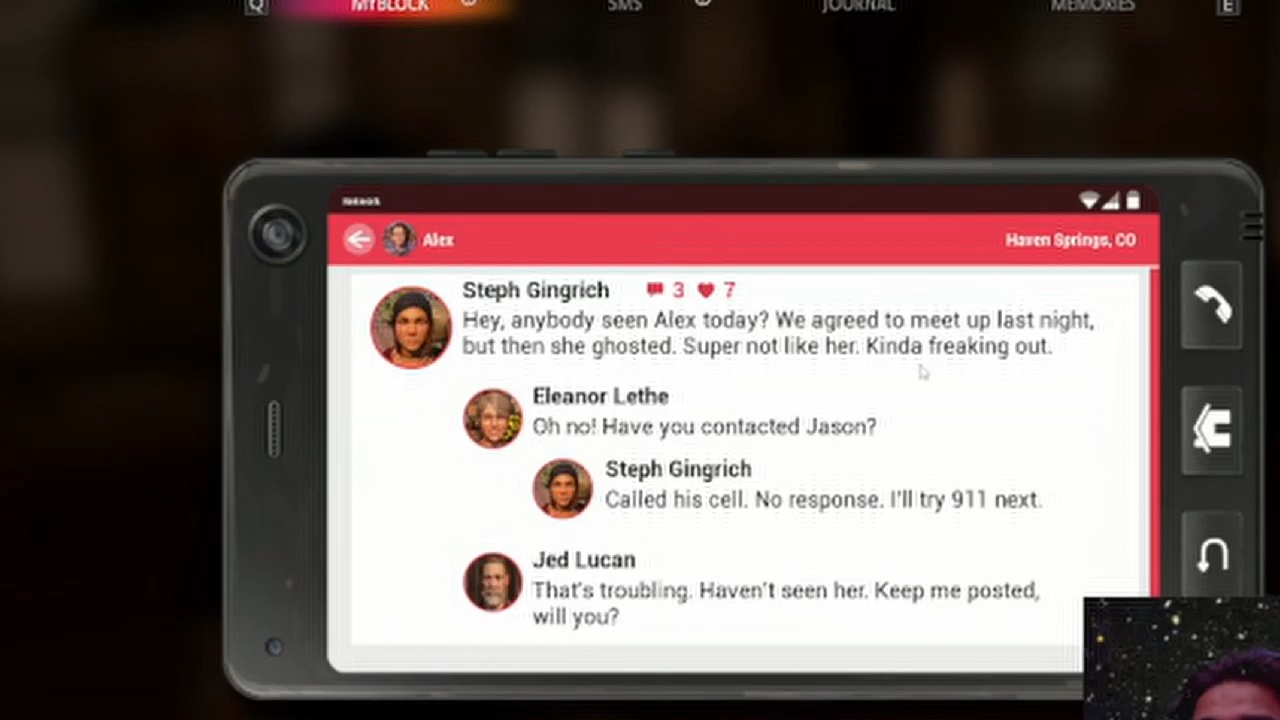 Q MYBLOCK SMS JOURNAL MEMORIES E
Alex Haven Springs, CO
Steph Gingrich 3 7
Hey, anybody seen Alex today? We agreed to meet up last night,
but then she ghosted. Super not like her. Kinda freaking out.
Eleanor Lethe
Oh no! Have you contacted Jason?
Steph Gingrich
Called his cell. No response. I'll try 911 next.
Jed Lucan
That's troubling. Haven't seen her. Keep me posted,
will you?